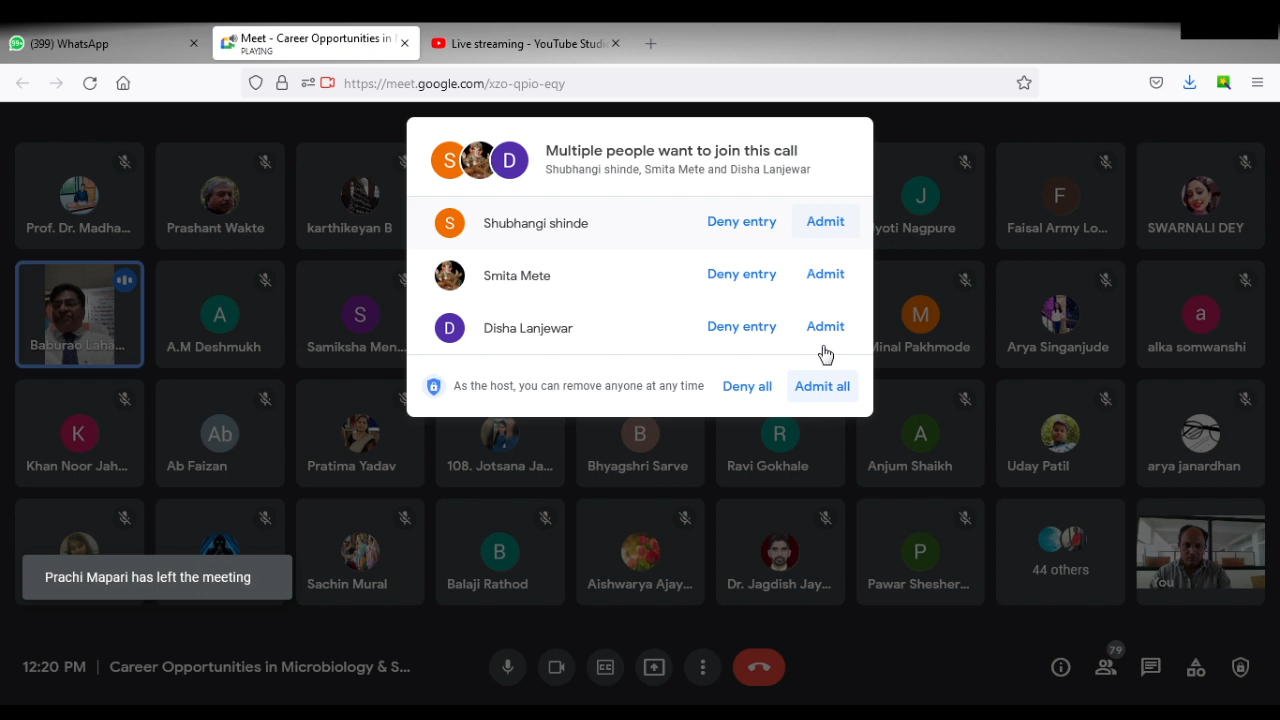 (399) WhatsApp
Meet - Career Opportunities in
PLAYING
Live streaming - YouTube Studio
https://meet.google.com/xzo-qpio-eqy
S D
Multiple people want to join this call
Shubhangi shinde, Smita Mete and Disha Lanjewar
S Shubhangi shinde Deny entry Admit
Smita Mete Deny entry Admit
D Disha Lanjewar Deny entry Admit
As the host, you can remove anyone at any time Deny all Admit all
J F
Prof. Dr. Madha... Prashant Wakte karthikeyan B yoti Nagpure Faisal Army Lo... SWARNALI DEY
A S M a
Baburao Laha... A.M Deshmukh Samiksha Men... Minal Pakhmode Arya Singanjude alka somwanshi
K Ab B R A
Khan Noor Jah... Ab Faizan Pratima Yadav 108. Jotsana Ja... Bhyagshri Sarve Ravi Gokhale Anjum Shaikh Uday Patil arya janardhan
B P
Sachin Mural Balaji Rathod Aishwarya Ajay... Dr. Jagdish Jay... Pawar Shesher... 44 others You
Prachi Mapari has left the meeting
12:20 PM | Career Opportunities in Microbiology & S...
CC
79